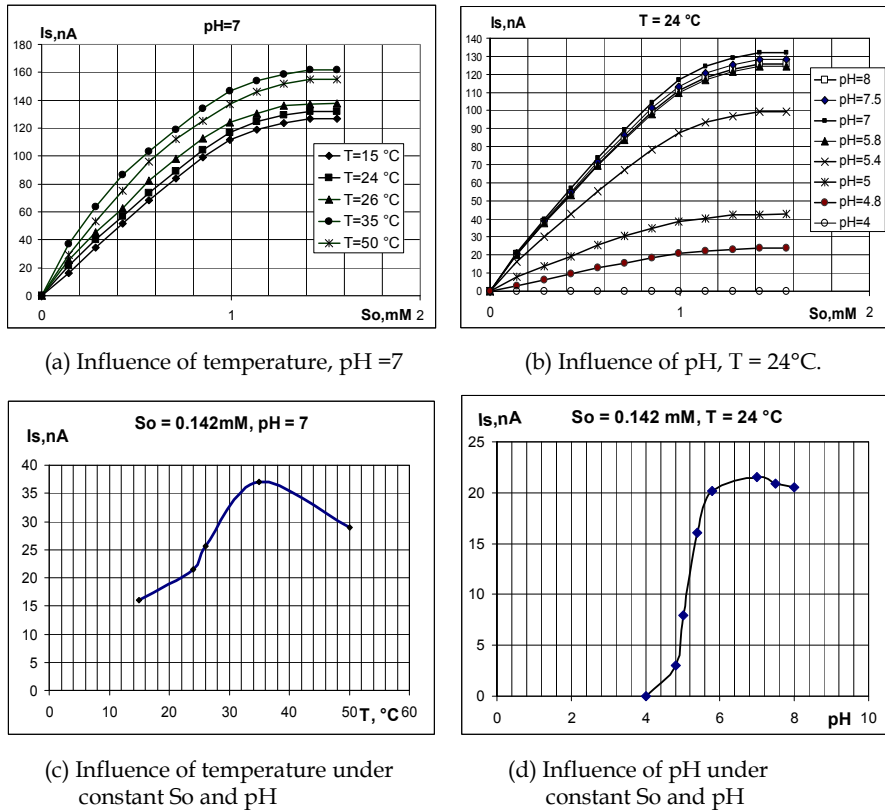 Is,nA
pH=7
180
160
140
120
100
80
60
40
20
0
0
1
2
So,mM
T=15 °C
T=24 °C
T=26 °C
T=35 °C
T=50 °C
(a) Influence of temperature, pH =7
Is,nA
T = 24 °C
140
130
120
110
100
90
80
70
60
50
40
30
20
10
0
0
1
2
So,mM
pH=8
pH=7.5
pH=7
pH=5.8
pH=5.4
pH=5
pH=4.8
pH=4
(b) Influence of pH, T = 24°C.
So = 0.142mM, pH = 7
Is,nA
40
35
30
25
20
15
10
5
0
0
10
20
30
40
50
60
T, °C
(c) Influence of temperature under
constant So and pH
Is,nA
So = 0.142 mM, T = 24 °C
25
20
15
10
5
0
0
2
4
6
8
10
pH
(d) Influence of pH under
constant So and pH